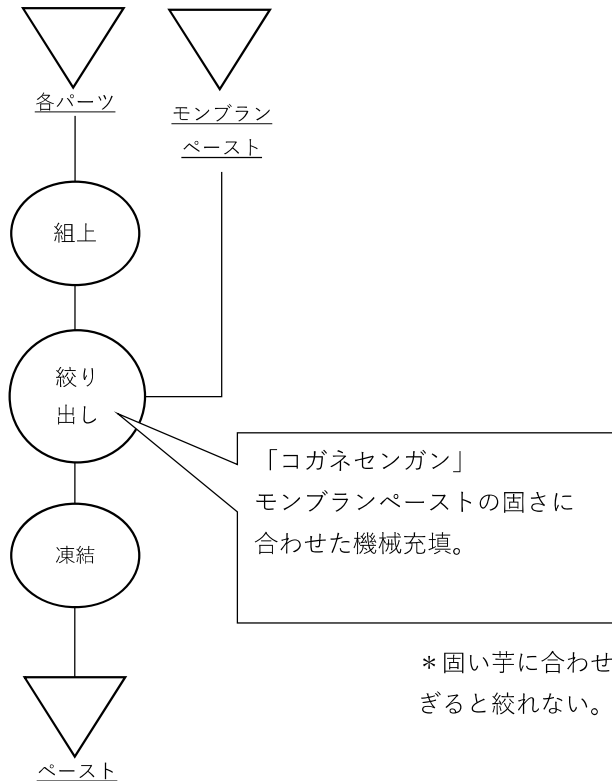 各パーツ
モンブラン
ペースト
組上
絞り
出し
「コガネセンガン」
モンブランペーストの固さに
合わせた機械充填。
凍結
＊固い芋に合わせ
ぎると絞れない。
ペースト